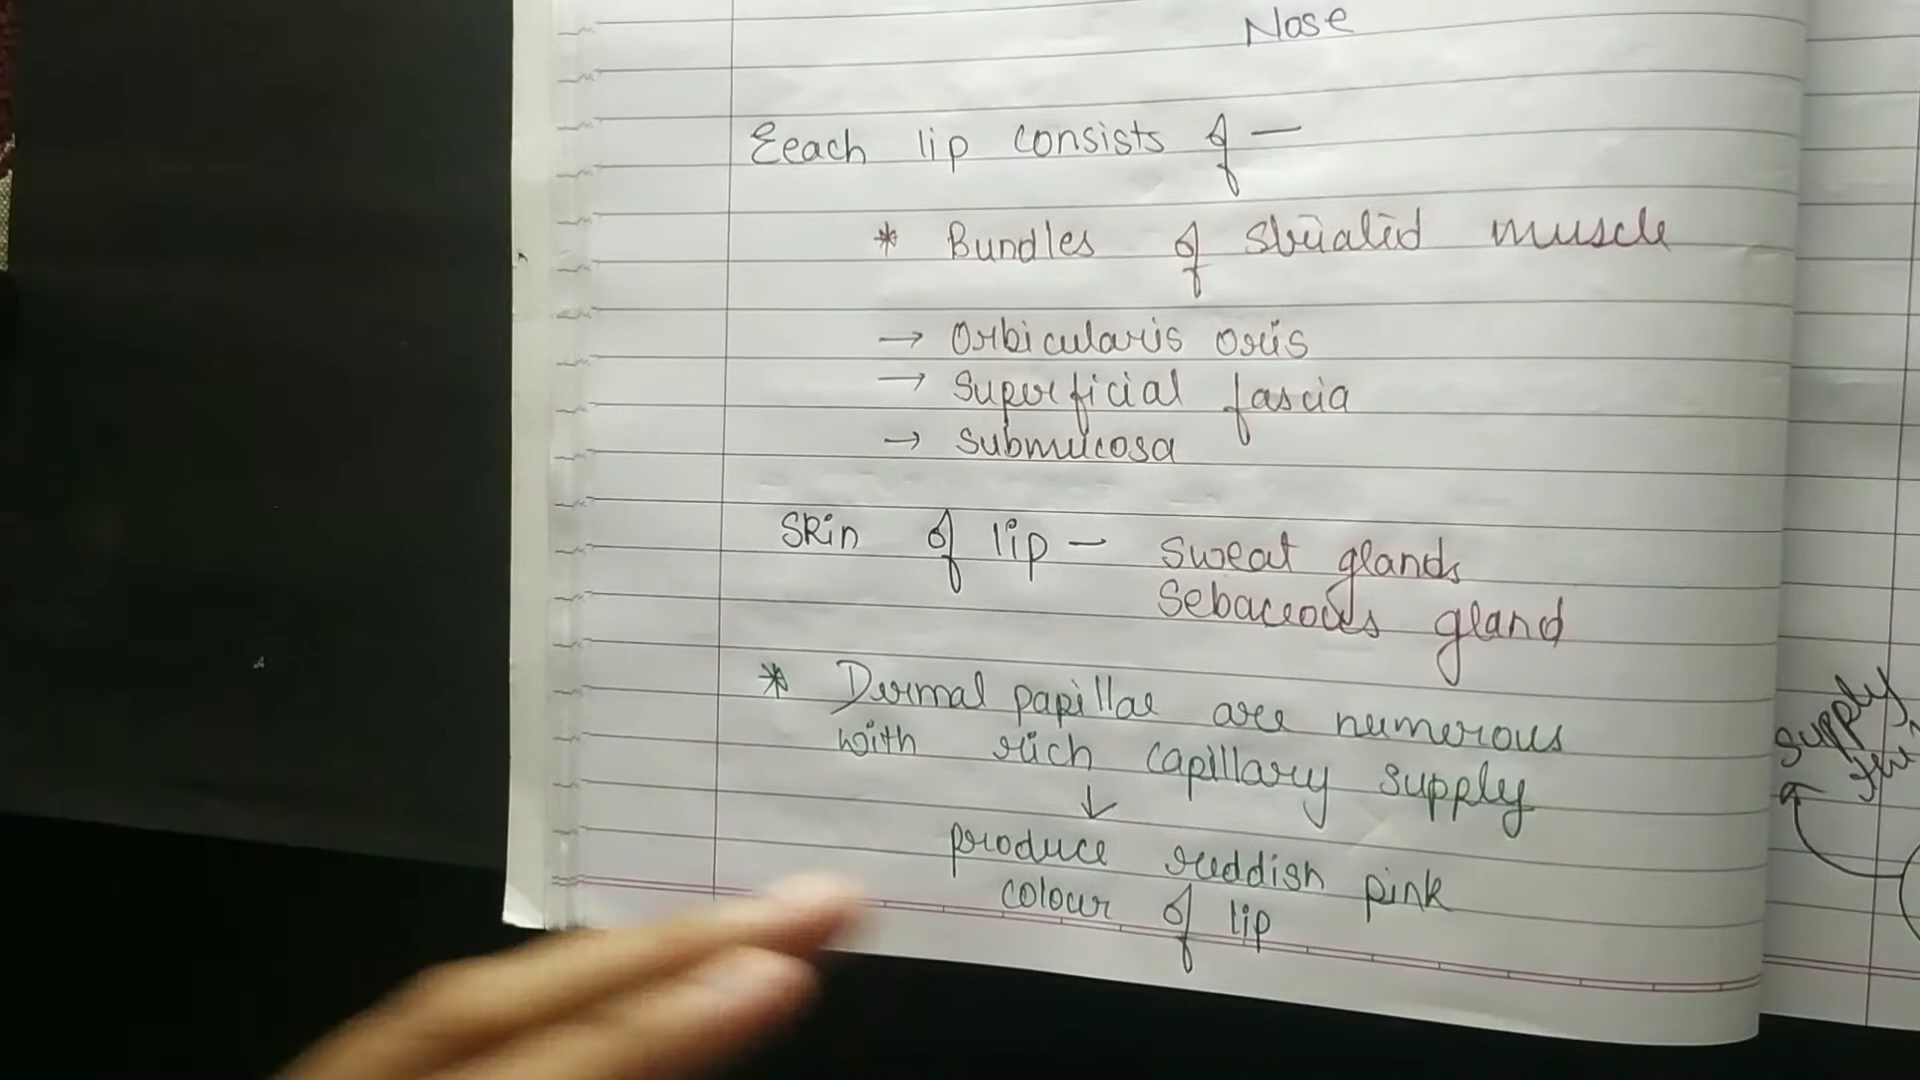 Nose
Eeach lip consists of —
* Bundles of striated muscle
→ Orbicularis oris
→ Superficial fascia
→ Submucosa
Skin of lip — Sweat glands
Sebaceous gland
* Dermal papillae are numerous
with rich capillary supply
↓
produce reddish pink
colour of lip
supply